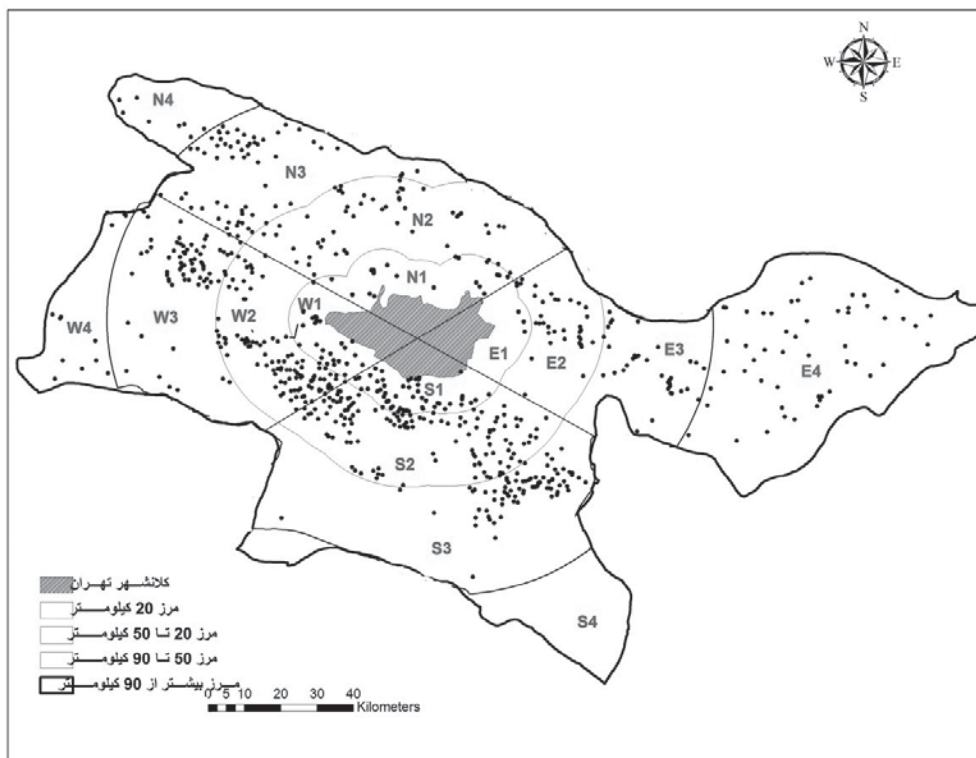 N
W E
S
N4
N3
N2
N1
W1
W2
W3
W4
E1
E2
E3
E4
S1
S2
S3
S4
کلانشهر تهران
مرز 20 کیلومتر
مرز 20 تا 50 کیلومتر
مرز 50 تا 90 کیلومتر
مرز بیشتر از 90 کیلومتر
0 5 10 20 30 40
Kilometers